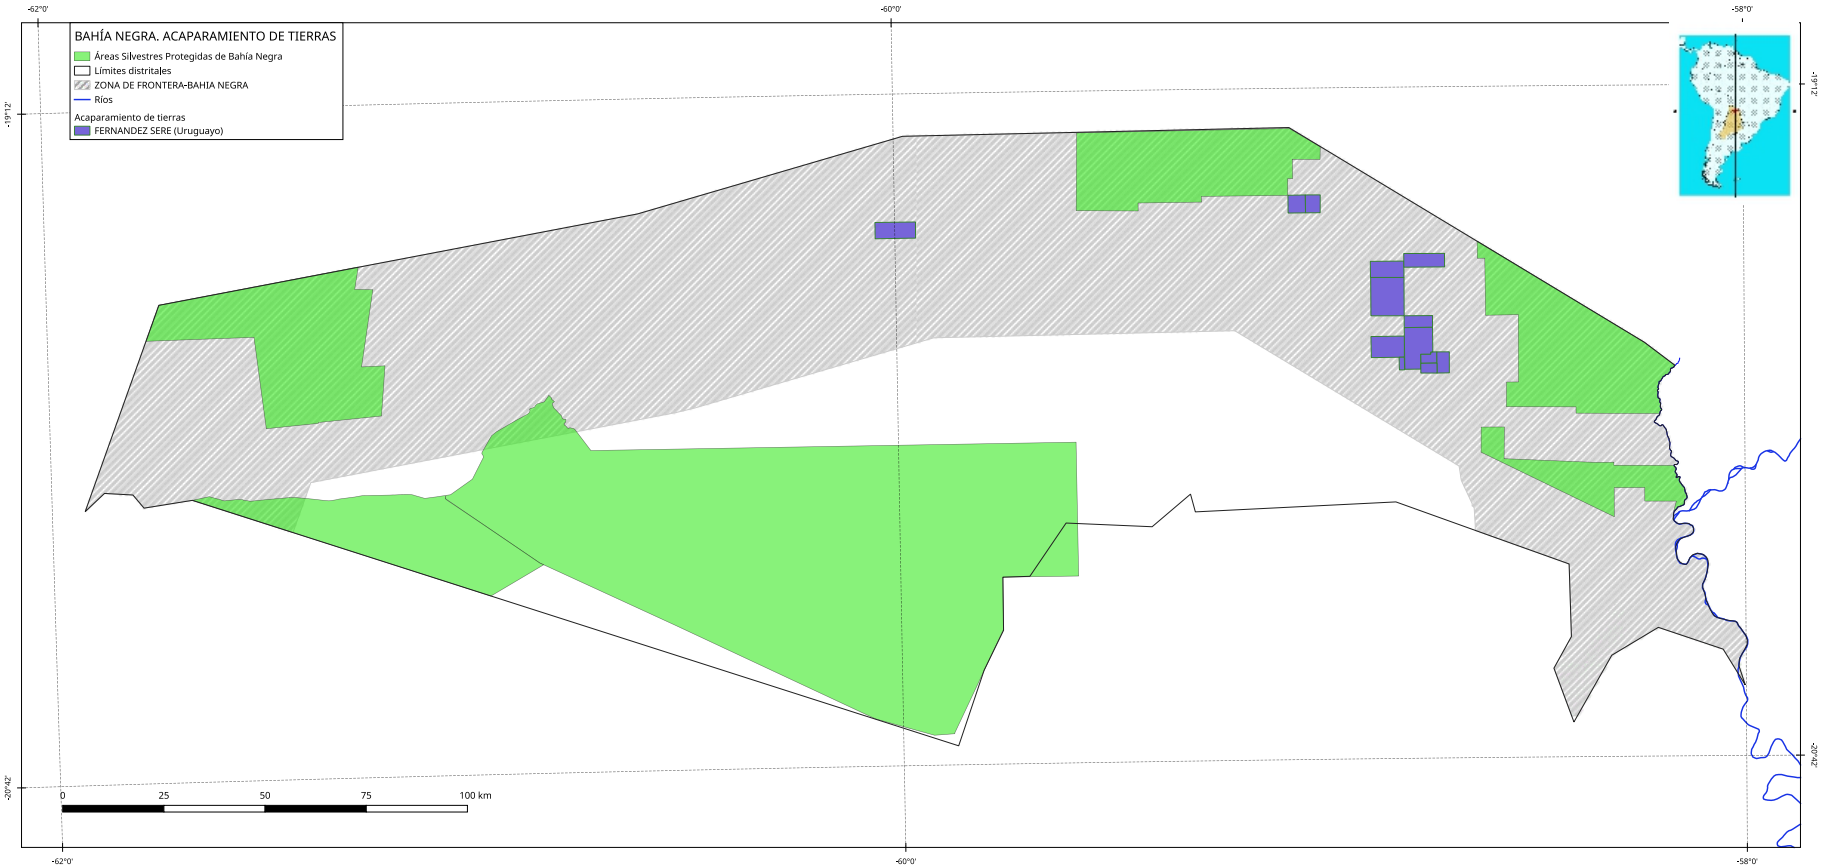 -62°0'
-60°0'
-58°0'
BAHÍA NEGRA. ACAPARAMIENTO DE TIERRAS
Áreas Silvestres Protegidas de Bahía Negra
Límites distritales
ZONA DE FRONTERA-BAHIA NEGRA
Ríos
Acaparamiento de tierras
FERNANDEZ SERE (Uruguayo)
-19°12'
-19°12'
-20°42'
-20°42'
0 25 50 75 100 km
-62°0'
-60°0'
-58°0'